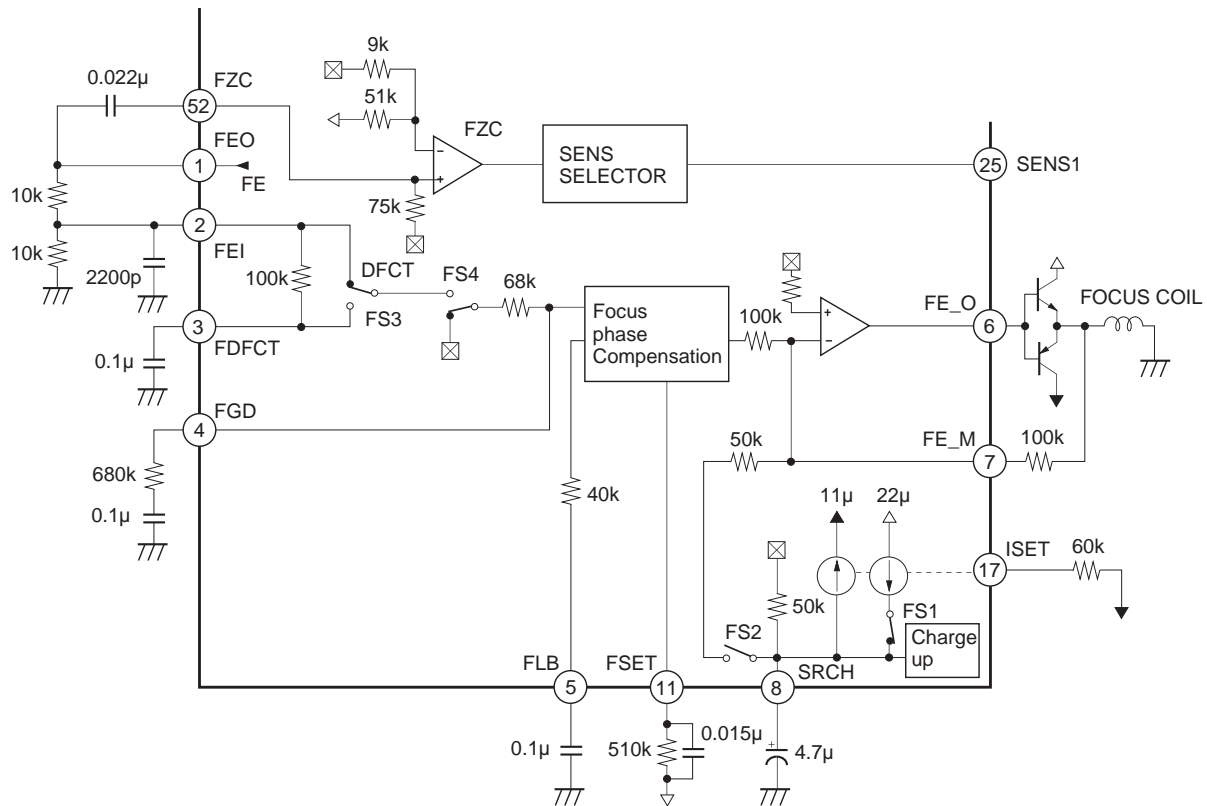 9k
0.022µ
FZC
52
51k
FZC
FEO
1
FE
SENS
SELECTOR
25
SENS1
10k
75k
2
FEI
10k
2200p
100k
DFCT
FS4
68k
FS3
3
FDFCT
0.1µ
Focus
phase
Compensation
100k
FE_O
6
FOCUS COIL
FGD
4
680k
0.1µ
40k
50k
FE_M
7
100k
11µ
22µ
ISET
17
60k
50k
FS2
FS1
Charge
up
FLB
5
FSET
11
SRCH
8
0.1µ
510k
0.015µ
+
4.7µ